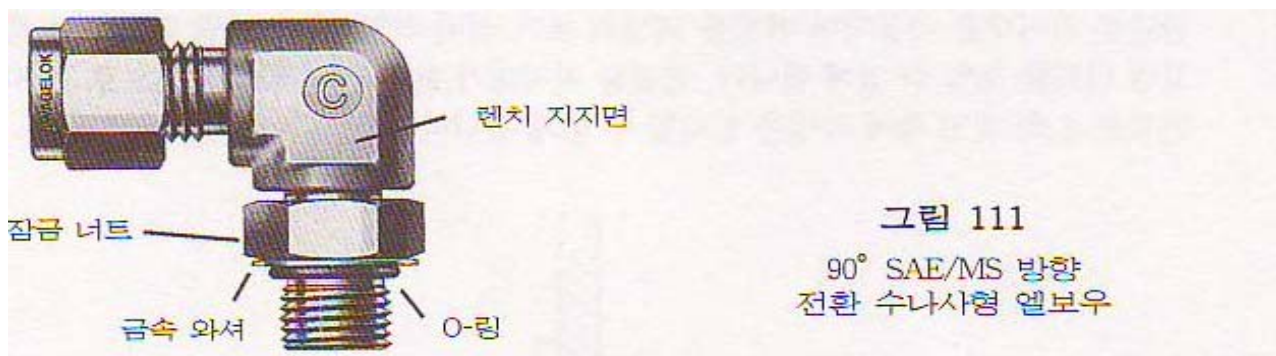 SWAGELOK
C
렌치 지지면
잠금 너트
금속 와셔
O-링
그림 111
90° SAE/MS 방향
전환 수나사형 엘보우